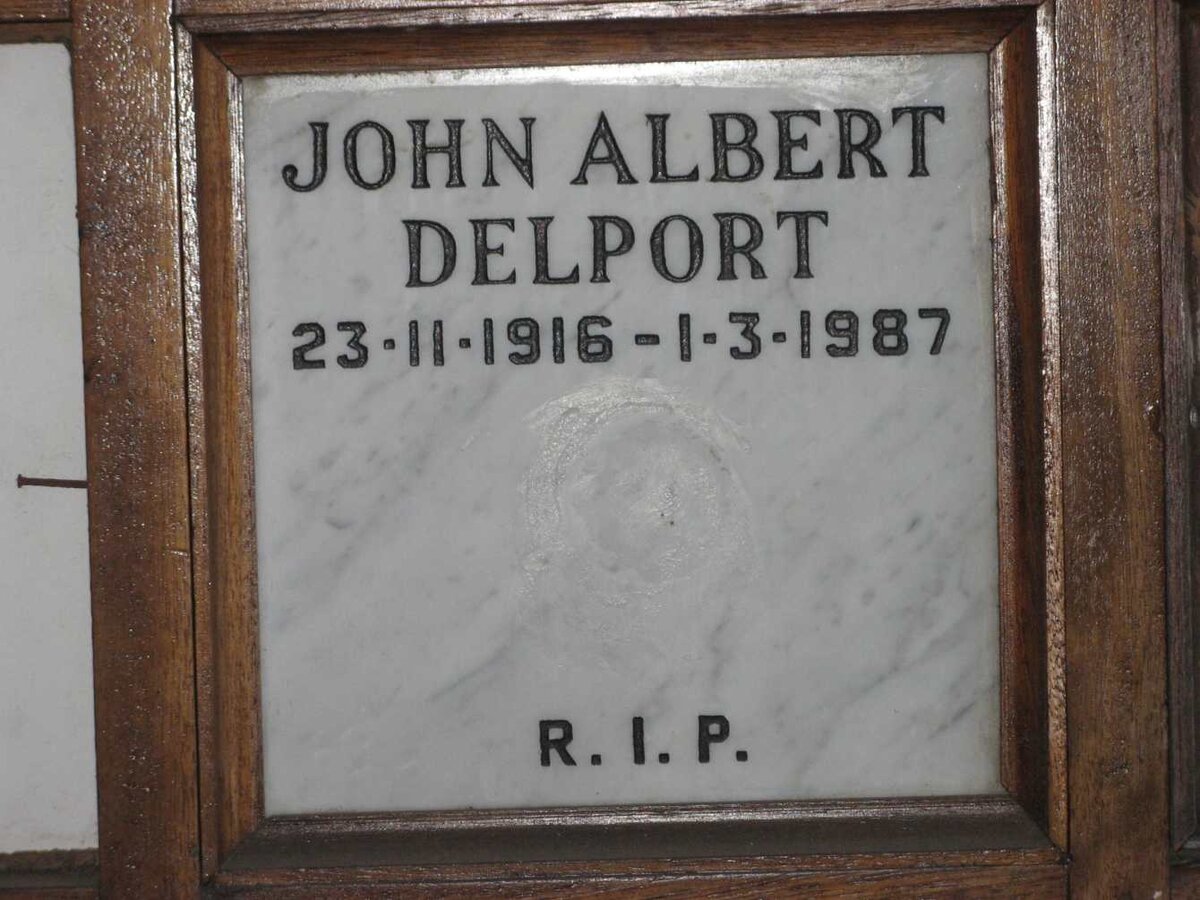 JOHN ALBERT
DELPORT
23·11·1916-1·3·1987
R.I.P.